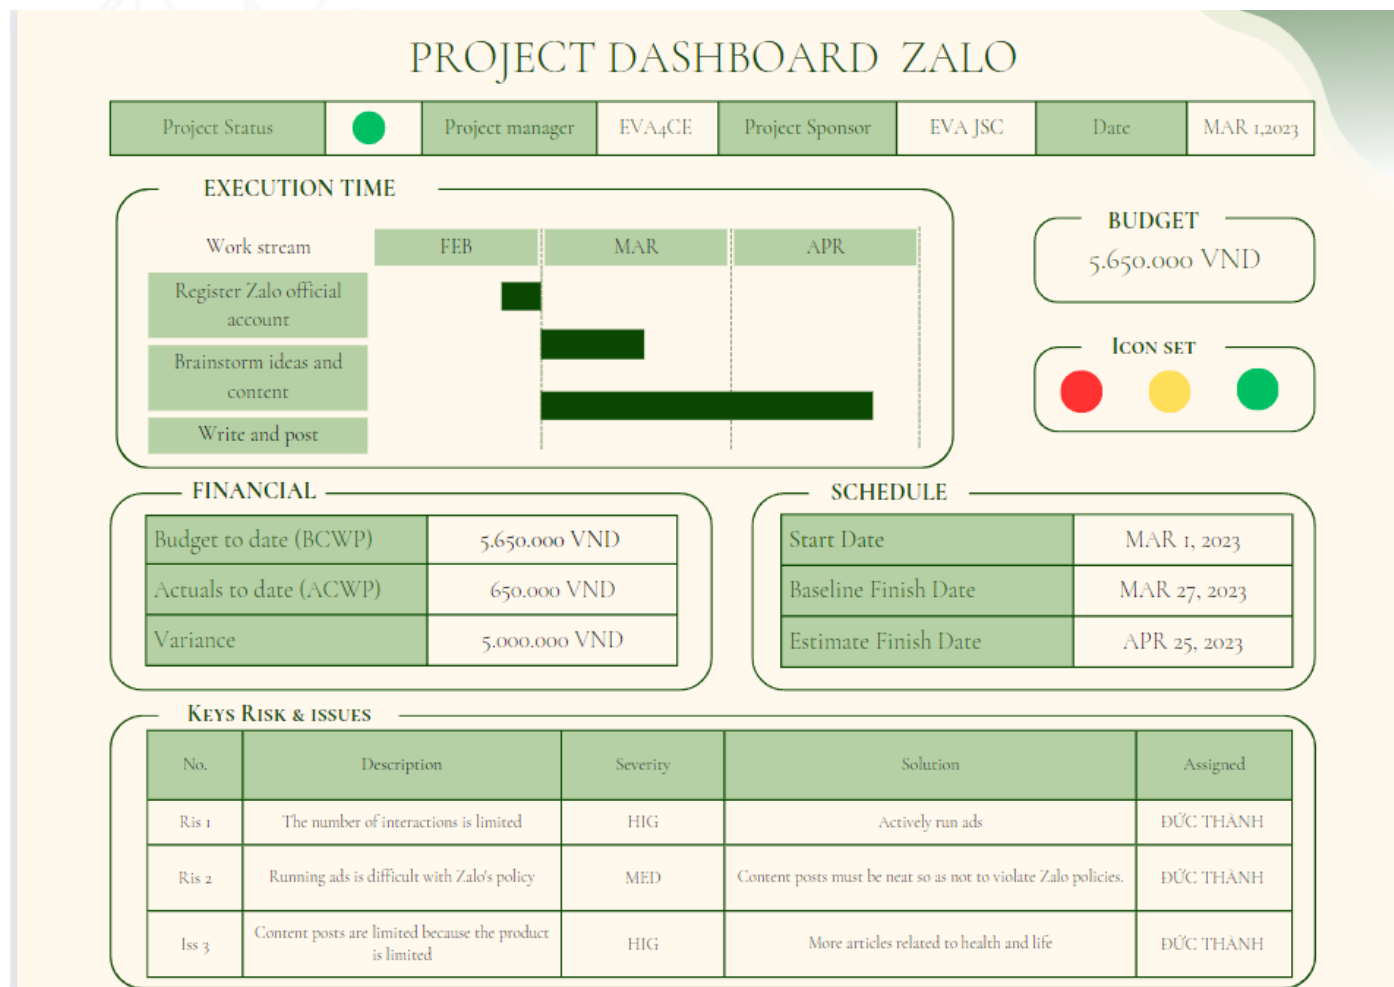 PROJECT DASHBOARD ZALO
Project Status
Project manager
EVA4CE
Project Sponsor
EVA JSC
Date
MAR 1,2023
EXECUTION TIME
Work stream
FEB
MAR
APR
Register Zalo official
account
Brainstorm ideas and
content
Write and post
BUDGET
5.650.000 VND
Icon set
FINANCIAL
Budget to date (BCWP)
5.650.000 VND
Actuals to date (ACWP)
650.000 VND
Variance
5.000.000 VND
SCHEDULE
Start Date
MAR 1, 2023
Baseline Finish Date
MAR 27, 2023
Estimate Finish Date
APR 25, 2023
Keys Risk & issues
No.
Description
Severity
Solution
Assigned
Ris 1
The number of interactions is limited
HIG
Actively run ads
ĐỨC THÀNH
Ris 2
Running ads is difficult with Zalo's policy
MED
Content posts must be neat so as not to violate Zalo policies.
ĐỨC THÀNH
Iss 3
Content posts are limited because the product
is limited
HIG
More articles related to health and life
ĐỨC THÀNH